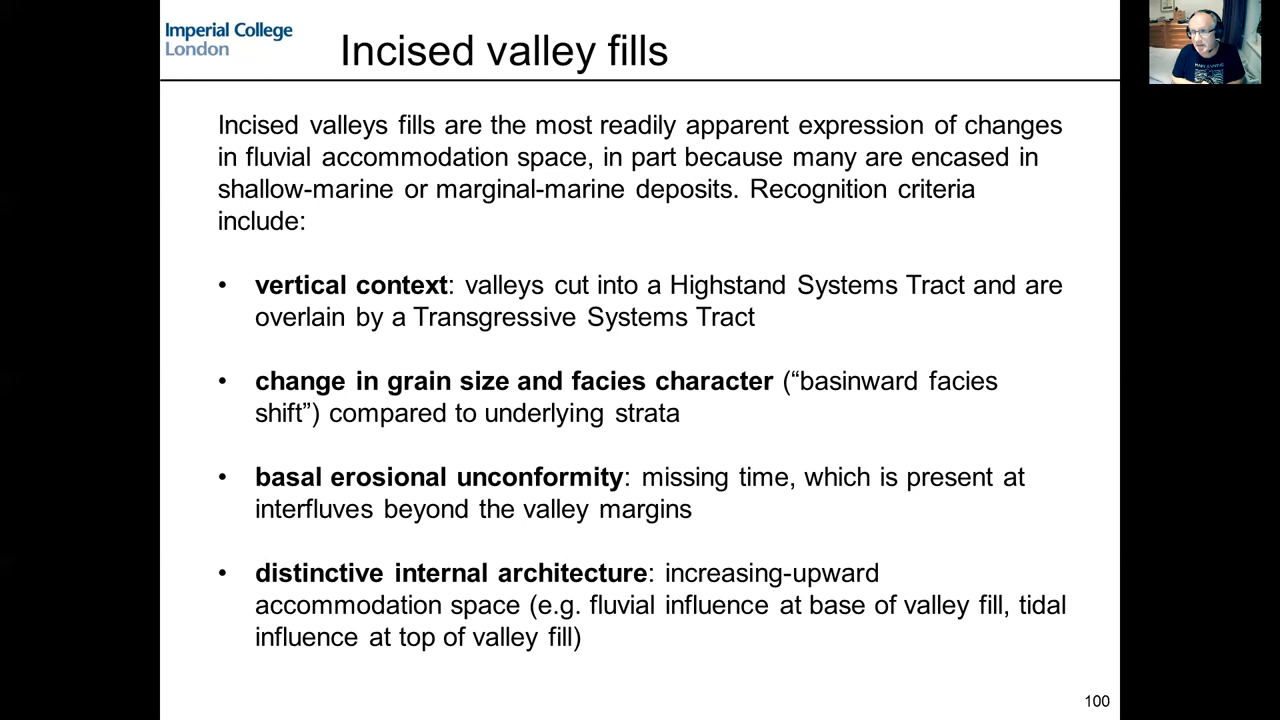 Imperial College
London
Incised valley fills
Incised valleys fills are the most readily apparent expression of changes
in fluvial accommodation space, in part because many are encased in
shallow-marine or marginal-marine deposits. Recognition criteria
include:
• vertical context: valleys cut into a Highstand Systems Tract and are
overlain by a Transgressive Systems Tract
• change in grain size and facies character (“basinward facies
shift”) compared to underlying strata
• basal erosional unconformity: missing time, which is present at
interfluves beyond the valley margins
• distinctive internal architecture: increasing-upward
accommodation space (e.g. fluvial influence at base of valley fill, tidal
influence at top of valley fill)
100